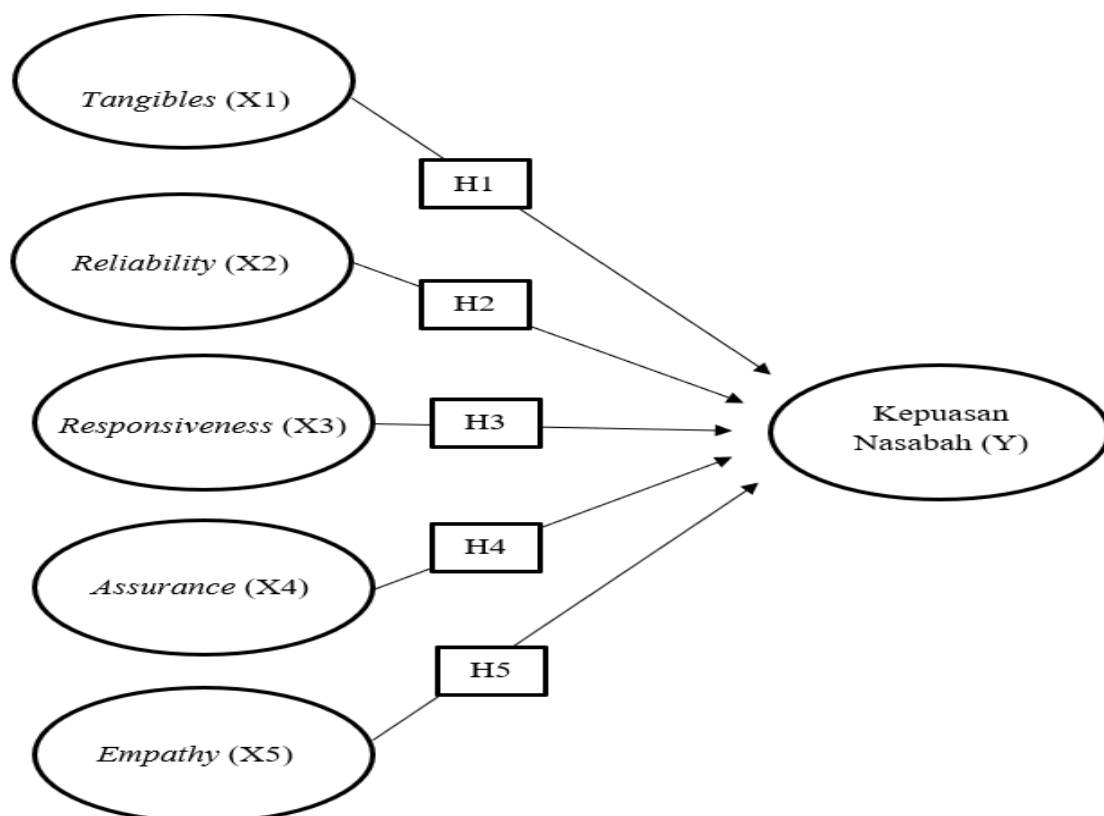 Tangibles (X1)
H1
Reliability (X2)
H2
Responsiveness (X3)
H3
Kepuasan
Nasabah (Y)
Assurance (X4)
H4
Empathy (X5)
H5